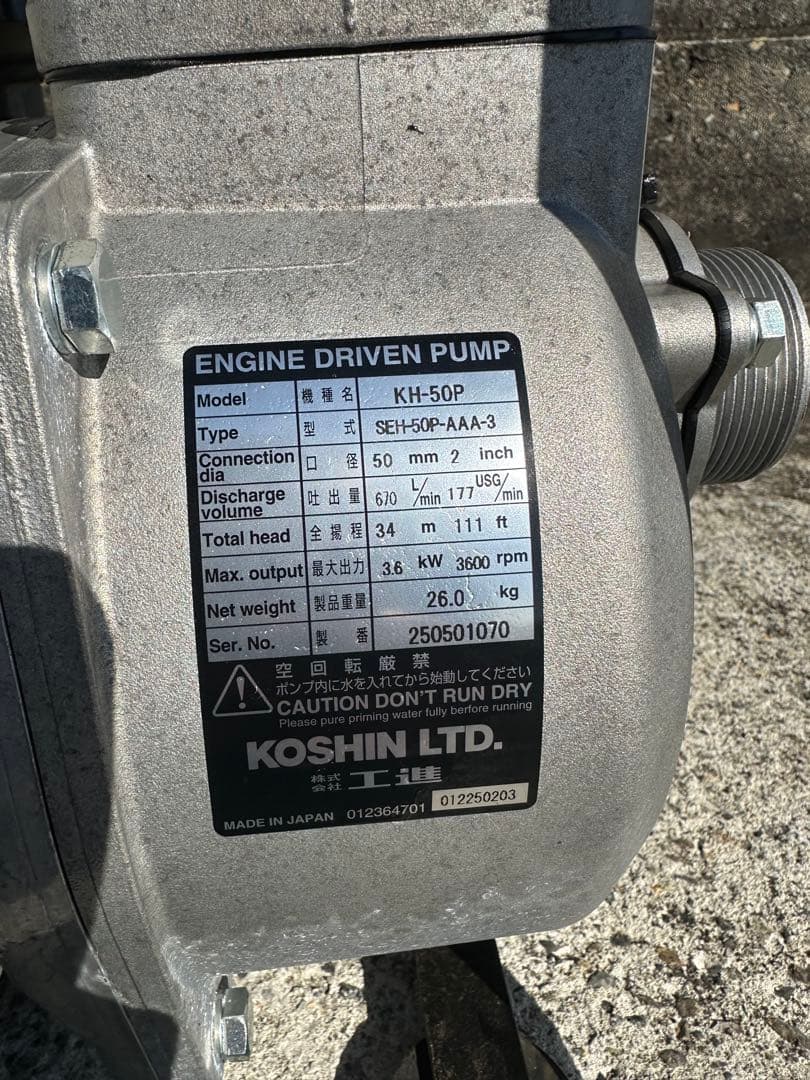 ENGINE DRIVEN PUMP
Model 機種名 KH-50P
Type 型式 SEH-50P-AAA-3
Connection dia 口径 50 mm 2 inch
Discharge volume 吐出量 670 L/min 177 USG/min
Total head 全揚程 34 m 111 ft
Max. output 最大出力 3.6 kW 3600 rpm
Net weight 製品重量 26.0 kg
Ser. No. 製番 250501070
空回転厳禁
ポンプ内に水を入れてから始動してください
CAUTION DON'T RUN DRY
Please pure priming water fully berfore running
KOSHIN LTD.
株式会社 工進
MADE IN JAPAN 012364701 012250203